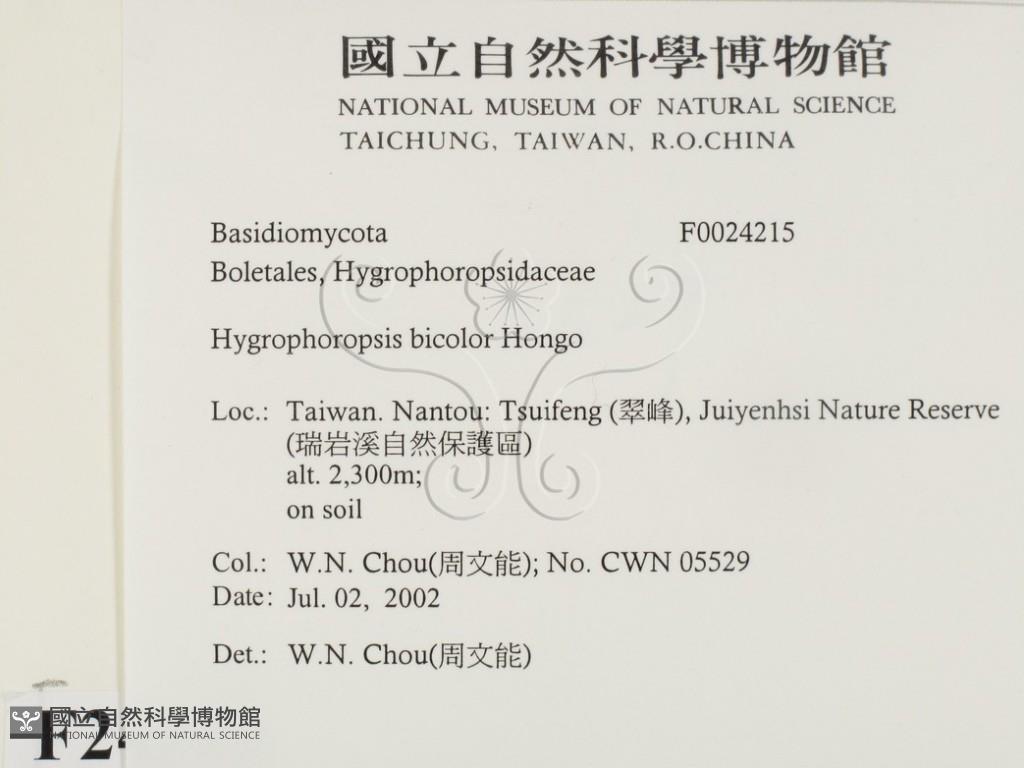 國立自然科學博物館
NATIONAL MUSEUM OF NATURAL SCIENCE
TAICHUNG, TAIWAN, R.O.CHINA
Basidiomycota F0024215
Boletales, Hygrophoropsidaceae
Hygrophoropsis bicolor Hongo
Loc.: Taiwan. Nantou: Tsuifeng (翠峰), Juiyenhsi Nature Reserve
(瑞岩溪自然保護區)
alt. 2,300m;
on soil
Col.: W.N. Chou(周文能); No. CWN 05529
Date: Jul. 02, 2002
Det.: W.N. Chou(周文能)
國立自然科學博物館
NATIONAL MUSEUM OF NATURAL SCIENCE